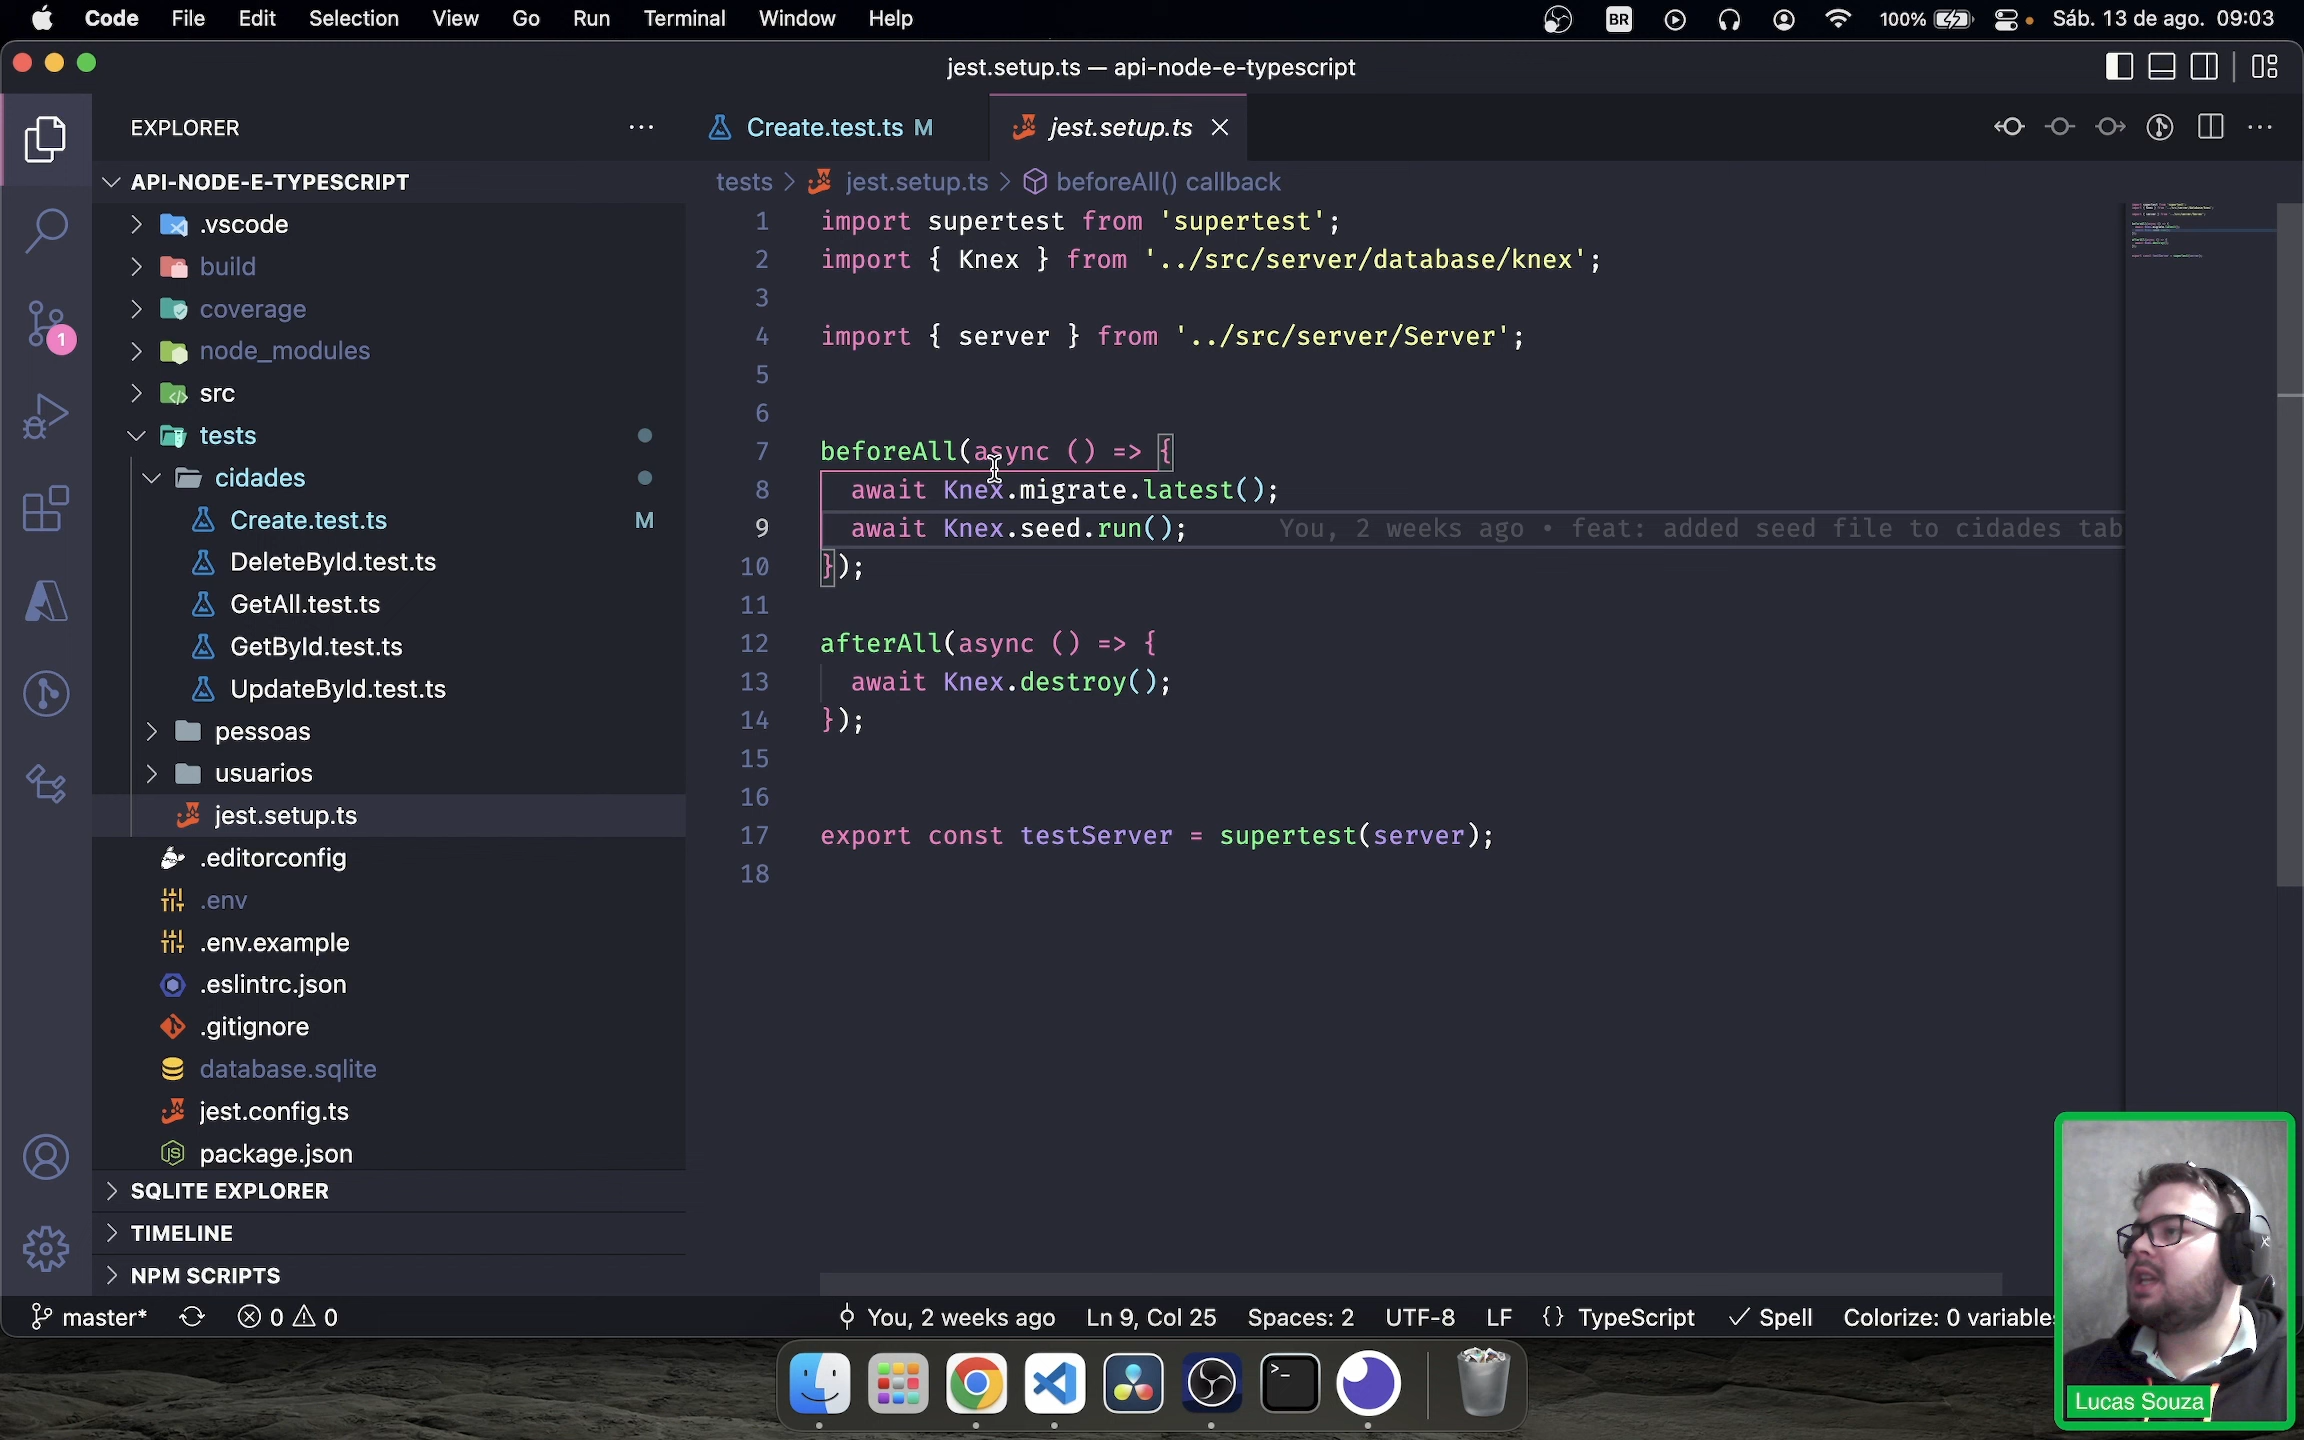 Code File Edit Selection View Go Run Terminal Window Help BR 100% Sáb. 13 de ago. 09:03
jest.setup.ts — api-node-e-typescript
EXPLORER
Create.test.ts M
jest.setup.ts
API-NODE-E-TYPESCRIPT
tests > jest.setup.ts > beforeAll() callback
.vscode
build
coverage
node_modules
src
tests
cidades
Create.test.ts M
DeleteById.test.ts
GetAll.test.ts
GetById.test.ts
UpdateById.test.ts
pessoas
usuarios
jest.setup.ts
.editorconfig
.env
.env.example
.eslintrc.json
.gitignore
database.sqlite
jest.config.ts
package.json
SQLITE EXPLORER
TIMELINE
NPM SCRIPTS
1
1 import supertest from 'supertest';
2 import { Knex } from '../src/server/database/knex';
3
4 import { server } from '../src/server/Server';
5
6
7 beforeAll(async () => {
8 await Knex.migrate.latest();
9 await Knex.seed.run(); You, 2 weeks ago • feat: added seed file to cidades tab
10 });
11
12 afterAll(async () => {
13 await Knex.destroy();
14 });
15
16
17 export const testServer = supertest(server);
18
master* 0 0 You, 2 weeks ago Ln 9, Col 25 Spaces: 2 UTF-8 LF {} TypeScript Spell Colorize: 0 variables
Lucas Souza